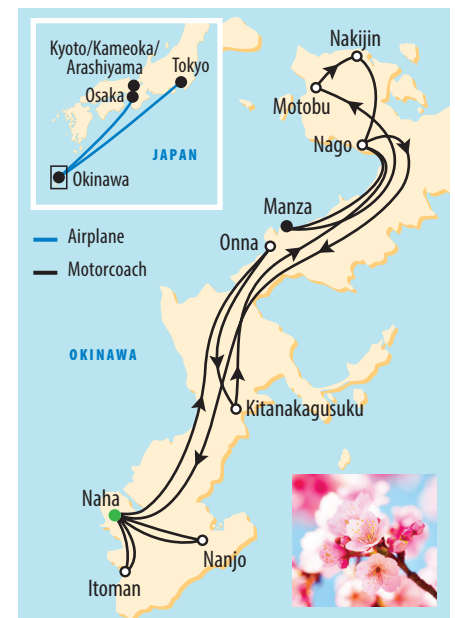 Kyoto/Kameoka/
Arashiyama
Tokyo
Osaka
JAPAN
Okinawa
Airplane
Motorcoach
OKINAWA
Nakijin
Motobu
Nago
Manza
Onna
Kitanakagusuku
Naha
Nanjo
Itoman